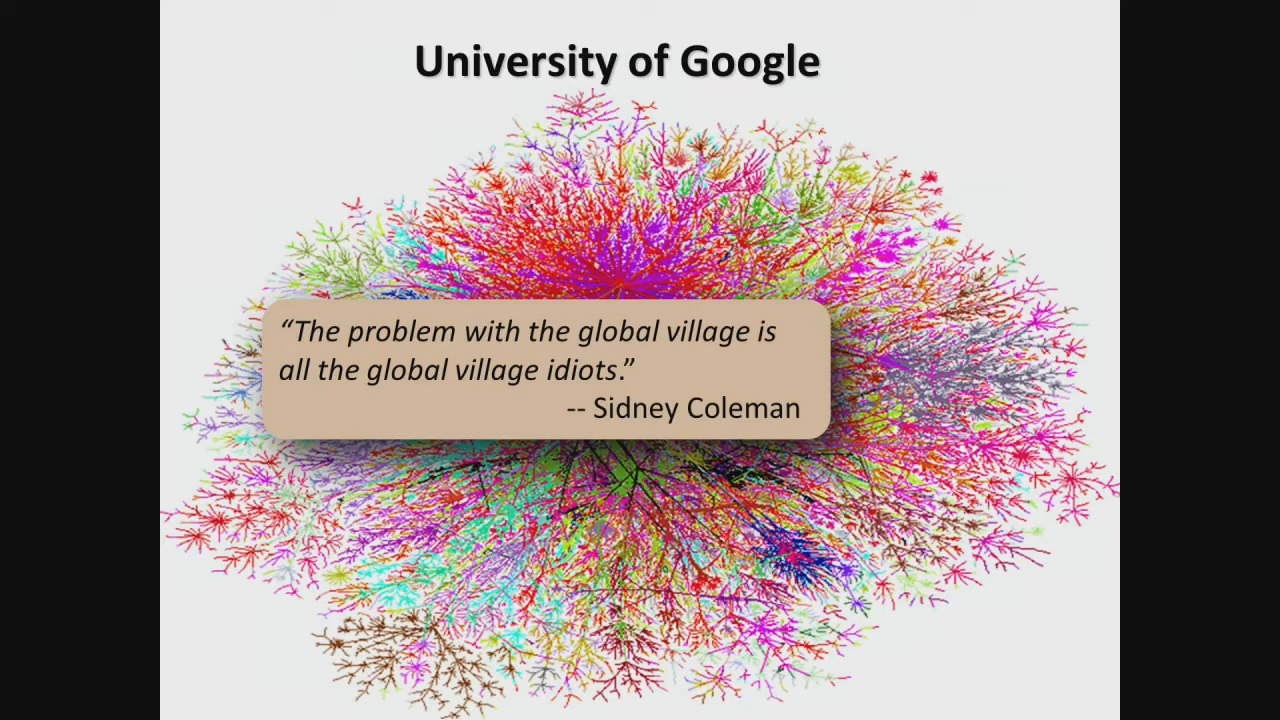 University of Google
“The problem with the global village is
all the global village idiots.”
-- Sidney Coleman